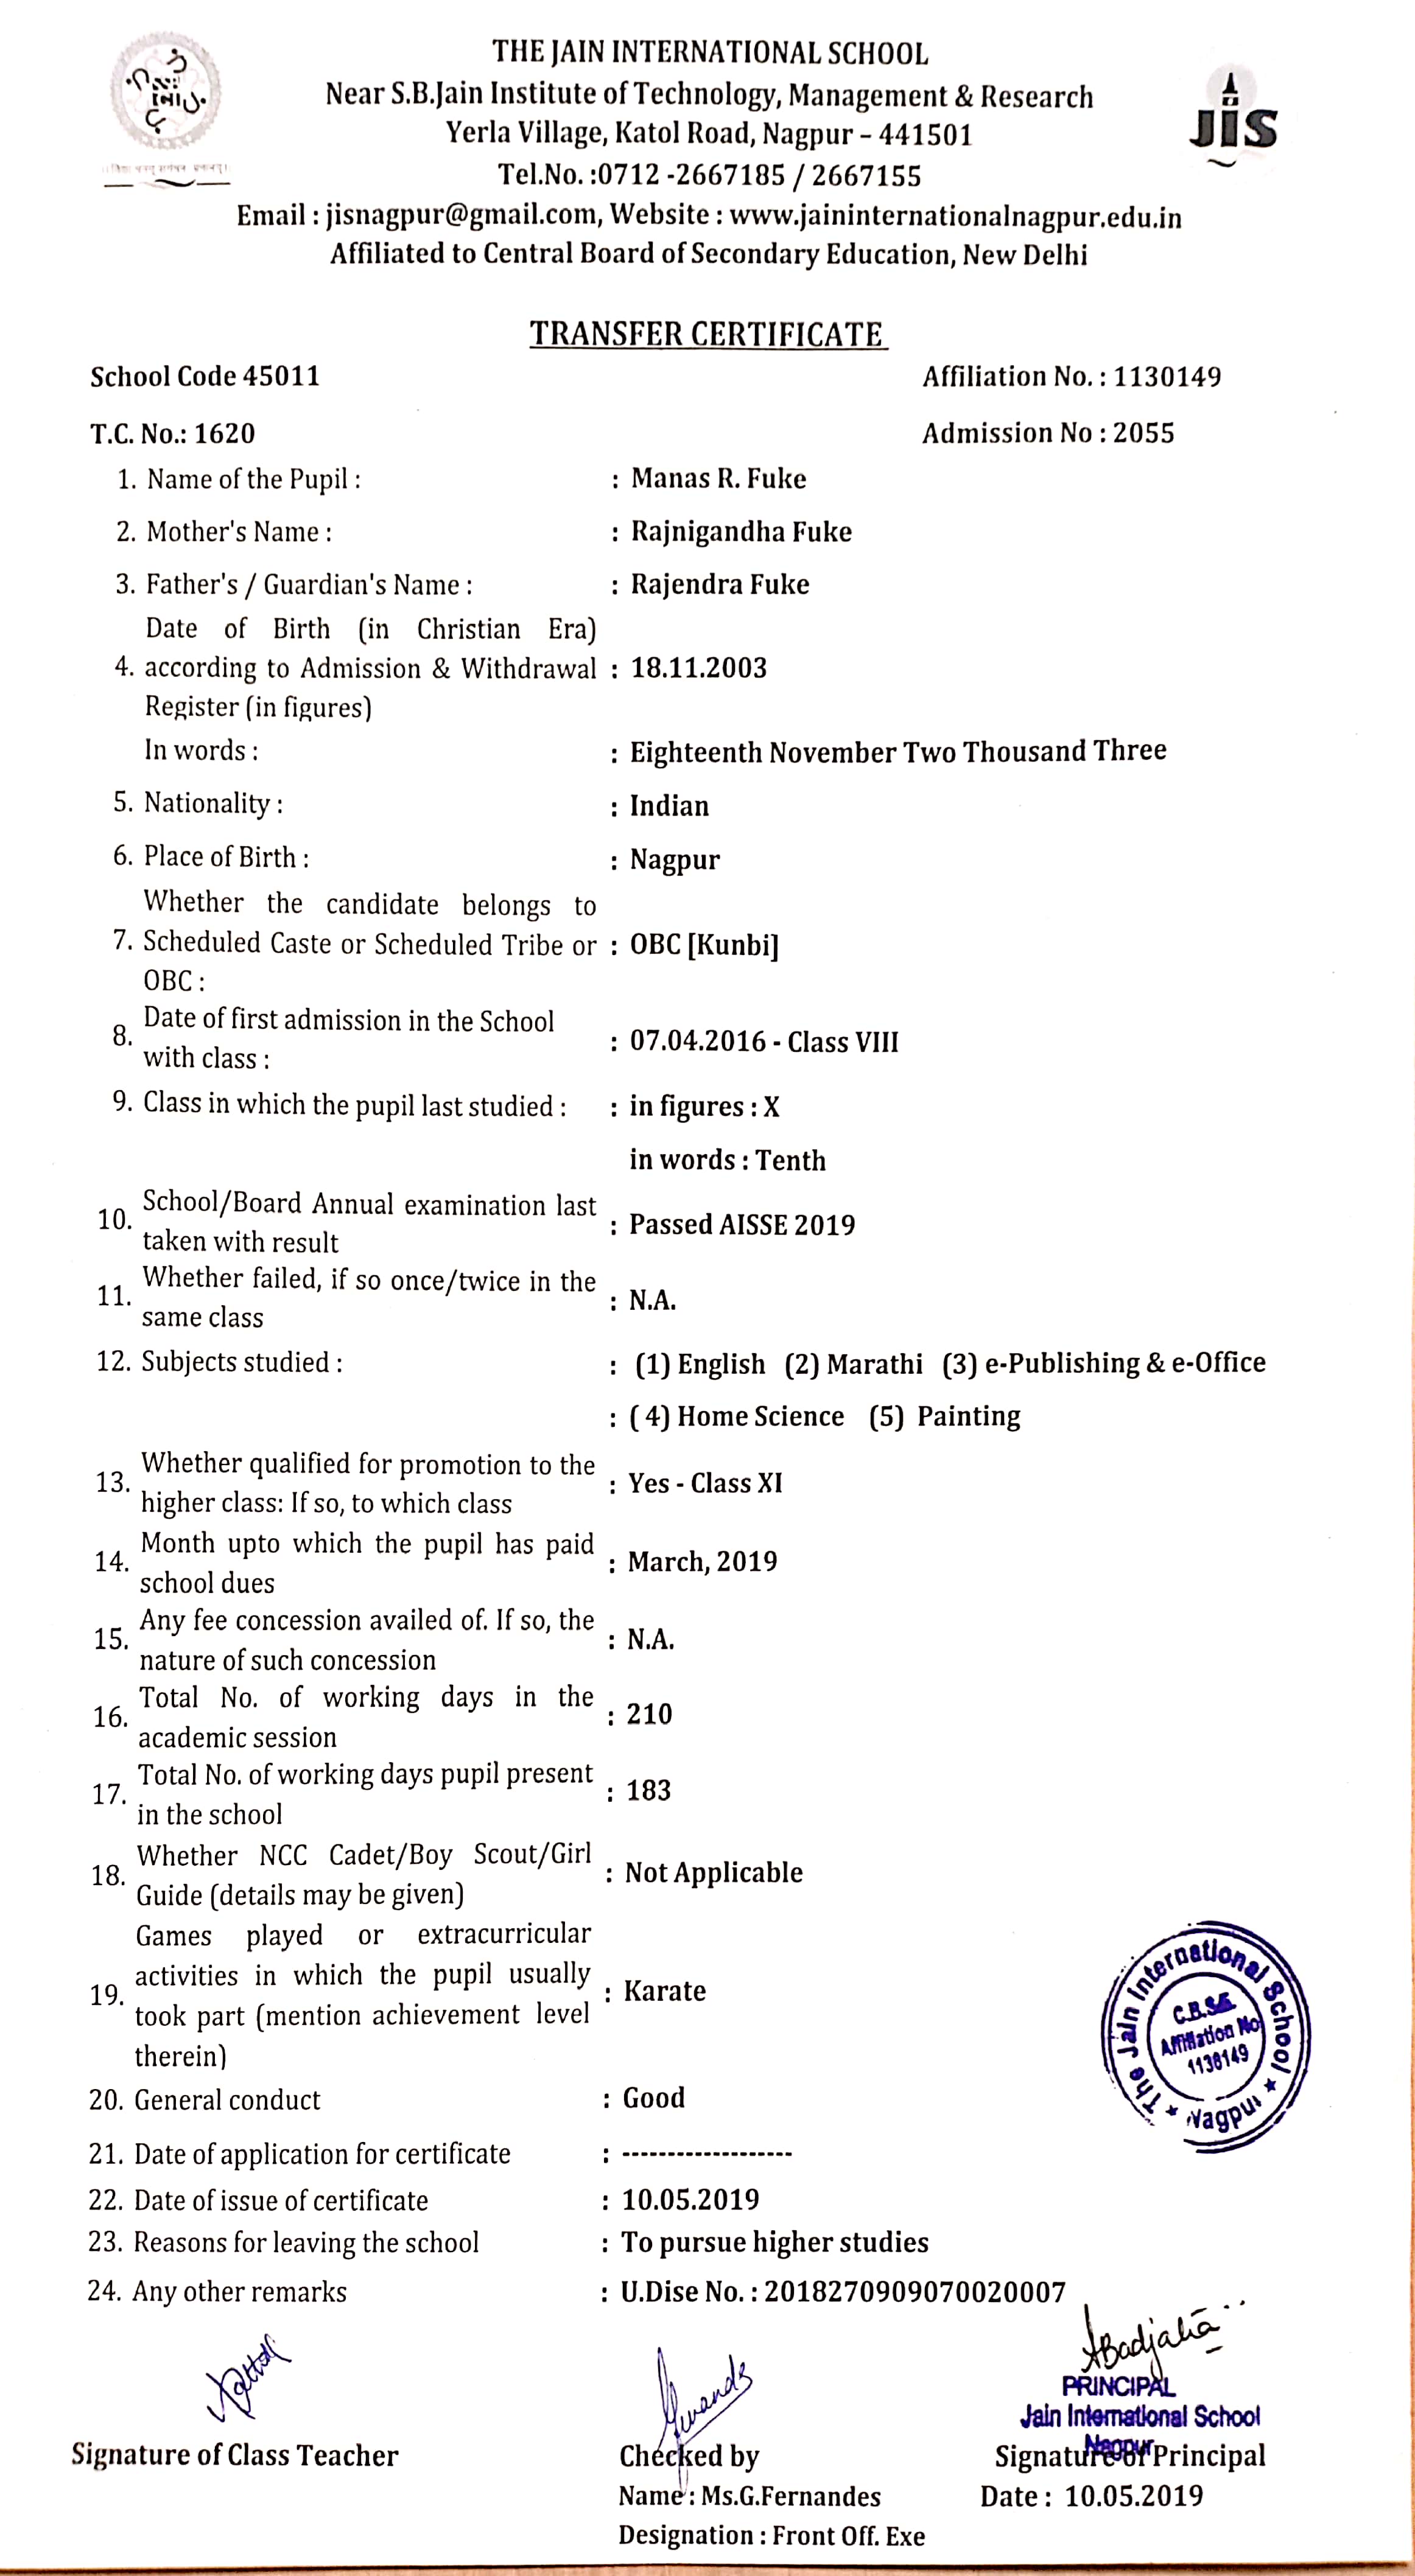 THE JAIN INTERNATIONAL SCHOOL
Near S.B.Jain Institute of Technology, Management & Research
Yerla Village, Katol Road, Nagpur – 441501
Tel.No. :0712 -2667185 / 2667155
Email : jisnagpur@gmail.com, Website : www.jaininternationalnagpur.edu.in
Affiliated to Central Board of Secondary Education, New Delhi
JIS
TRANSFER CERTIFICATE
School Code 45011 Affiliation No. : 1130149
T.C. No.: 1620 Admission No : 2055
1. Name of the Pupil : : Manas R. Fuke
2. Mother's Name : : Rajnigandha Fuke
3. Father's / Guardian's Name : : Rajendra Fuke
Date of Birth (in Christian Era)
4. according to Admission & Withdrawal : 18.11.2003
Register (in figures)
In words : : Eighteenth November Two Thousand Three
5. Nationality : : Indian
6. Place of Birth : : Nagpur
Whether the candidate belongs to
7. Scheduled Caste or Scheduled Tribe or : OBC [Kunbi]
OBC :
8. Date of first admission in the School
with class : : 07.04.2016 - Class VIII
9. Class in which the pupil last studied : : in figures : X
in words : Tenth
10. School/Board Annual examination last
taken with result : Passed AISSE 2019
11. Whether failed, if so once/twice in the
same class : N.A.
12. Subjects studied : : (1) English (2) Marathi (3) e-Publishing & e-Office
: ( 4) Home Science (5) Painting
13. Whether qualified for promotion to the
higher class: If so, to which class : Yes - Class XI
14. Month upto which the pupil has paid
school dues : March, 2019
15. Any fee concession availed of. If so, the
nature of such concession : N.A.
16. Total No. of working days in the
academic session : 210
17. Total No. of working days pupil present
in the school : 183
18. Whether NCC Cadet/Boy Scout/Girl
Guide (details may be given) : Not Applicable
Games played or extracurricular
19. activities in which the pupil usually : Karate
took part (mention achievement level
therein)
The Jain International School * Nagpur *
C.B.S.E.
Affiliation No
1130149
20. General conduct : Good
21. Date of application for certificate : -------------------
22. Date of issue of certificate : 10.05.2019
23. Reasons for leaving the school : To pursue higher studies
24. Any other remarks : U.Dise No. : 2018270909070020007
PRINCIPAL
Jain International School
Nagpur
Signature of Class Teacher Checked by Signature of Principal
Name : Ms.G.Fernandes Date : 10.05.2019
Designation : Front Off. Exe